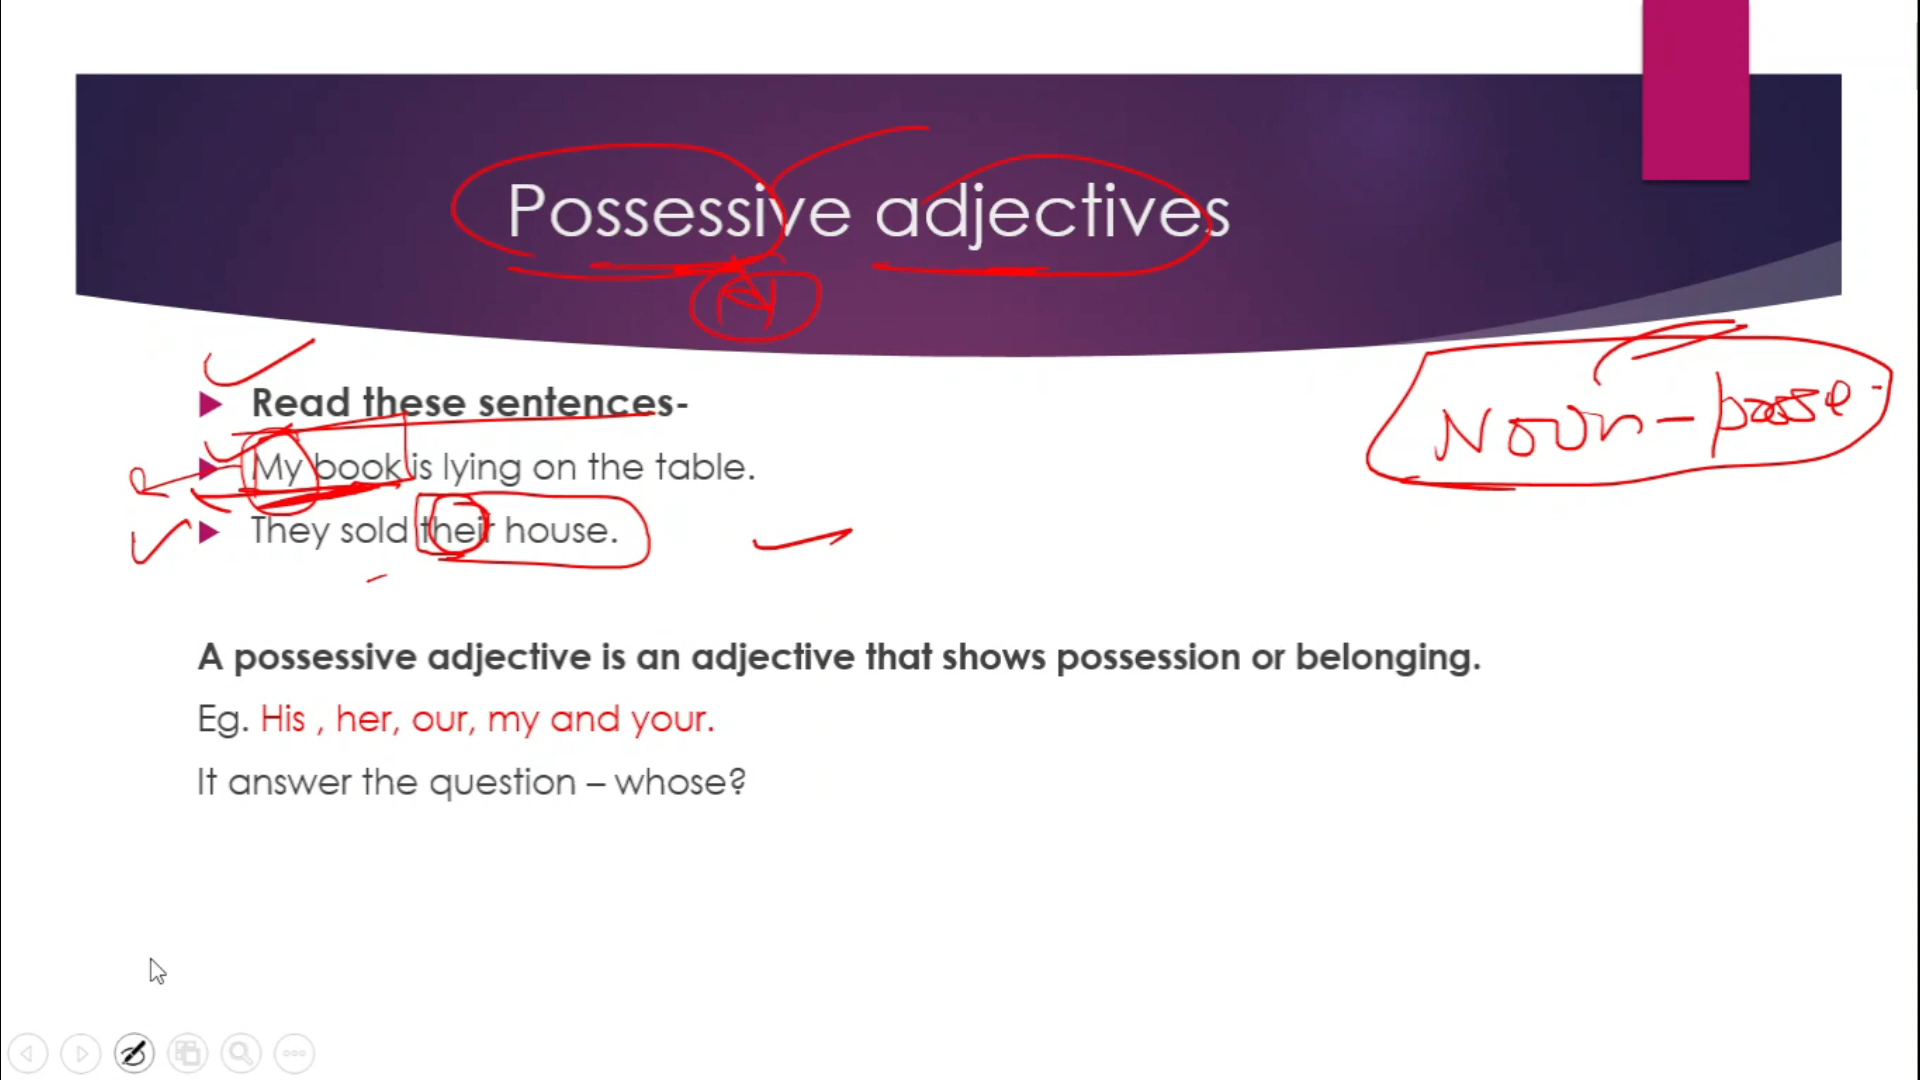 Possessive adjectives
Read these sentences-
Noun - posse
My book is lying on the table.
They sold their house.
A possessive adjective is an adjective that shows possession or belonging.
Eg. His , her, our, my and your.
It answer the question – whose?